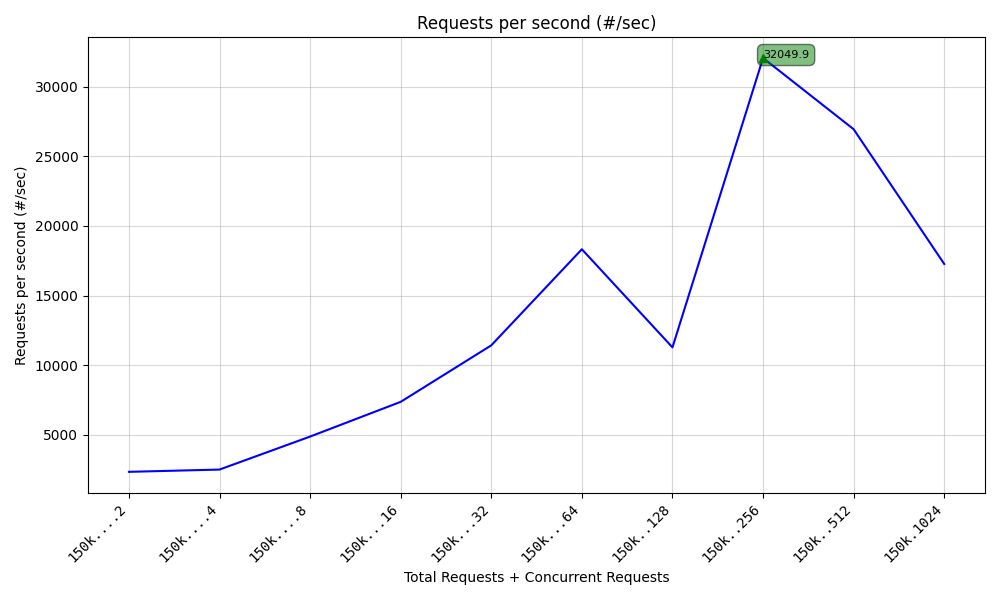 Requests per second (#/sec)
32049.9
30000
25000
20000
15000
10000
5000
Requests per second (#/sec)
150k....2
150k....4
150k....8
150k...16
150k...32
150k...64
150k..128
150k..256
150k..512
150k.1024
Total Requests + Concurrent Requests